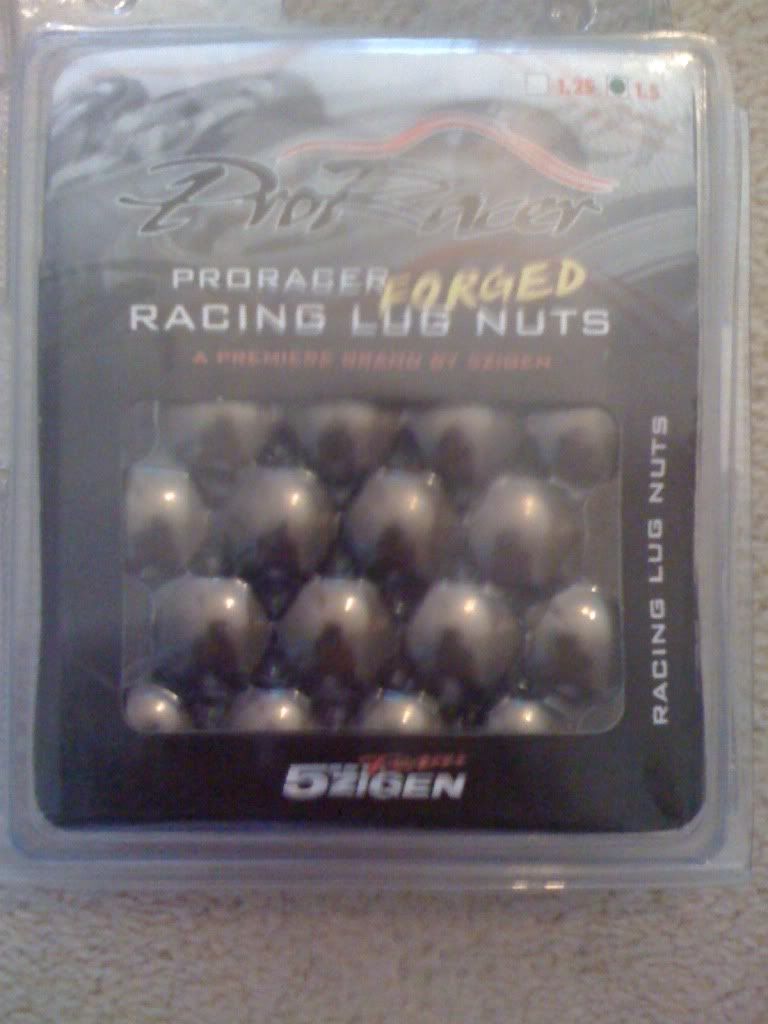 1.25 1.5
ProRacer
PRORACER FORGED
RACING LUG NUTS
A PREMIERE BRAND BY 5ZIGEN
RACING LUG NUTS
5ZIGEN